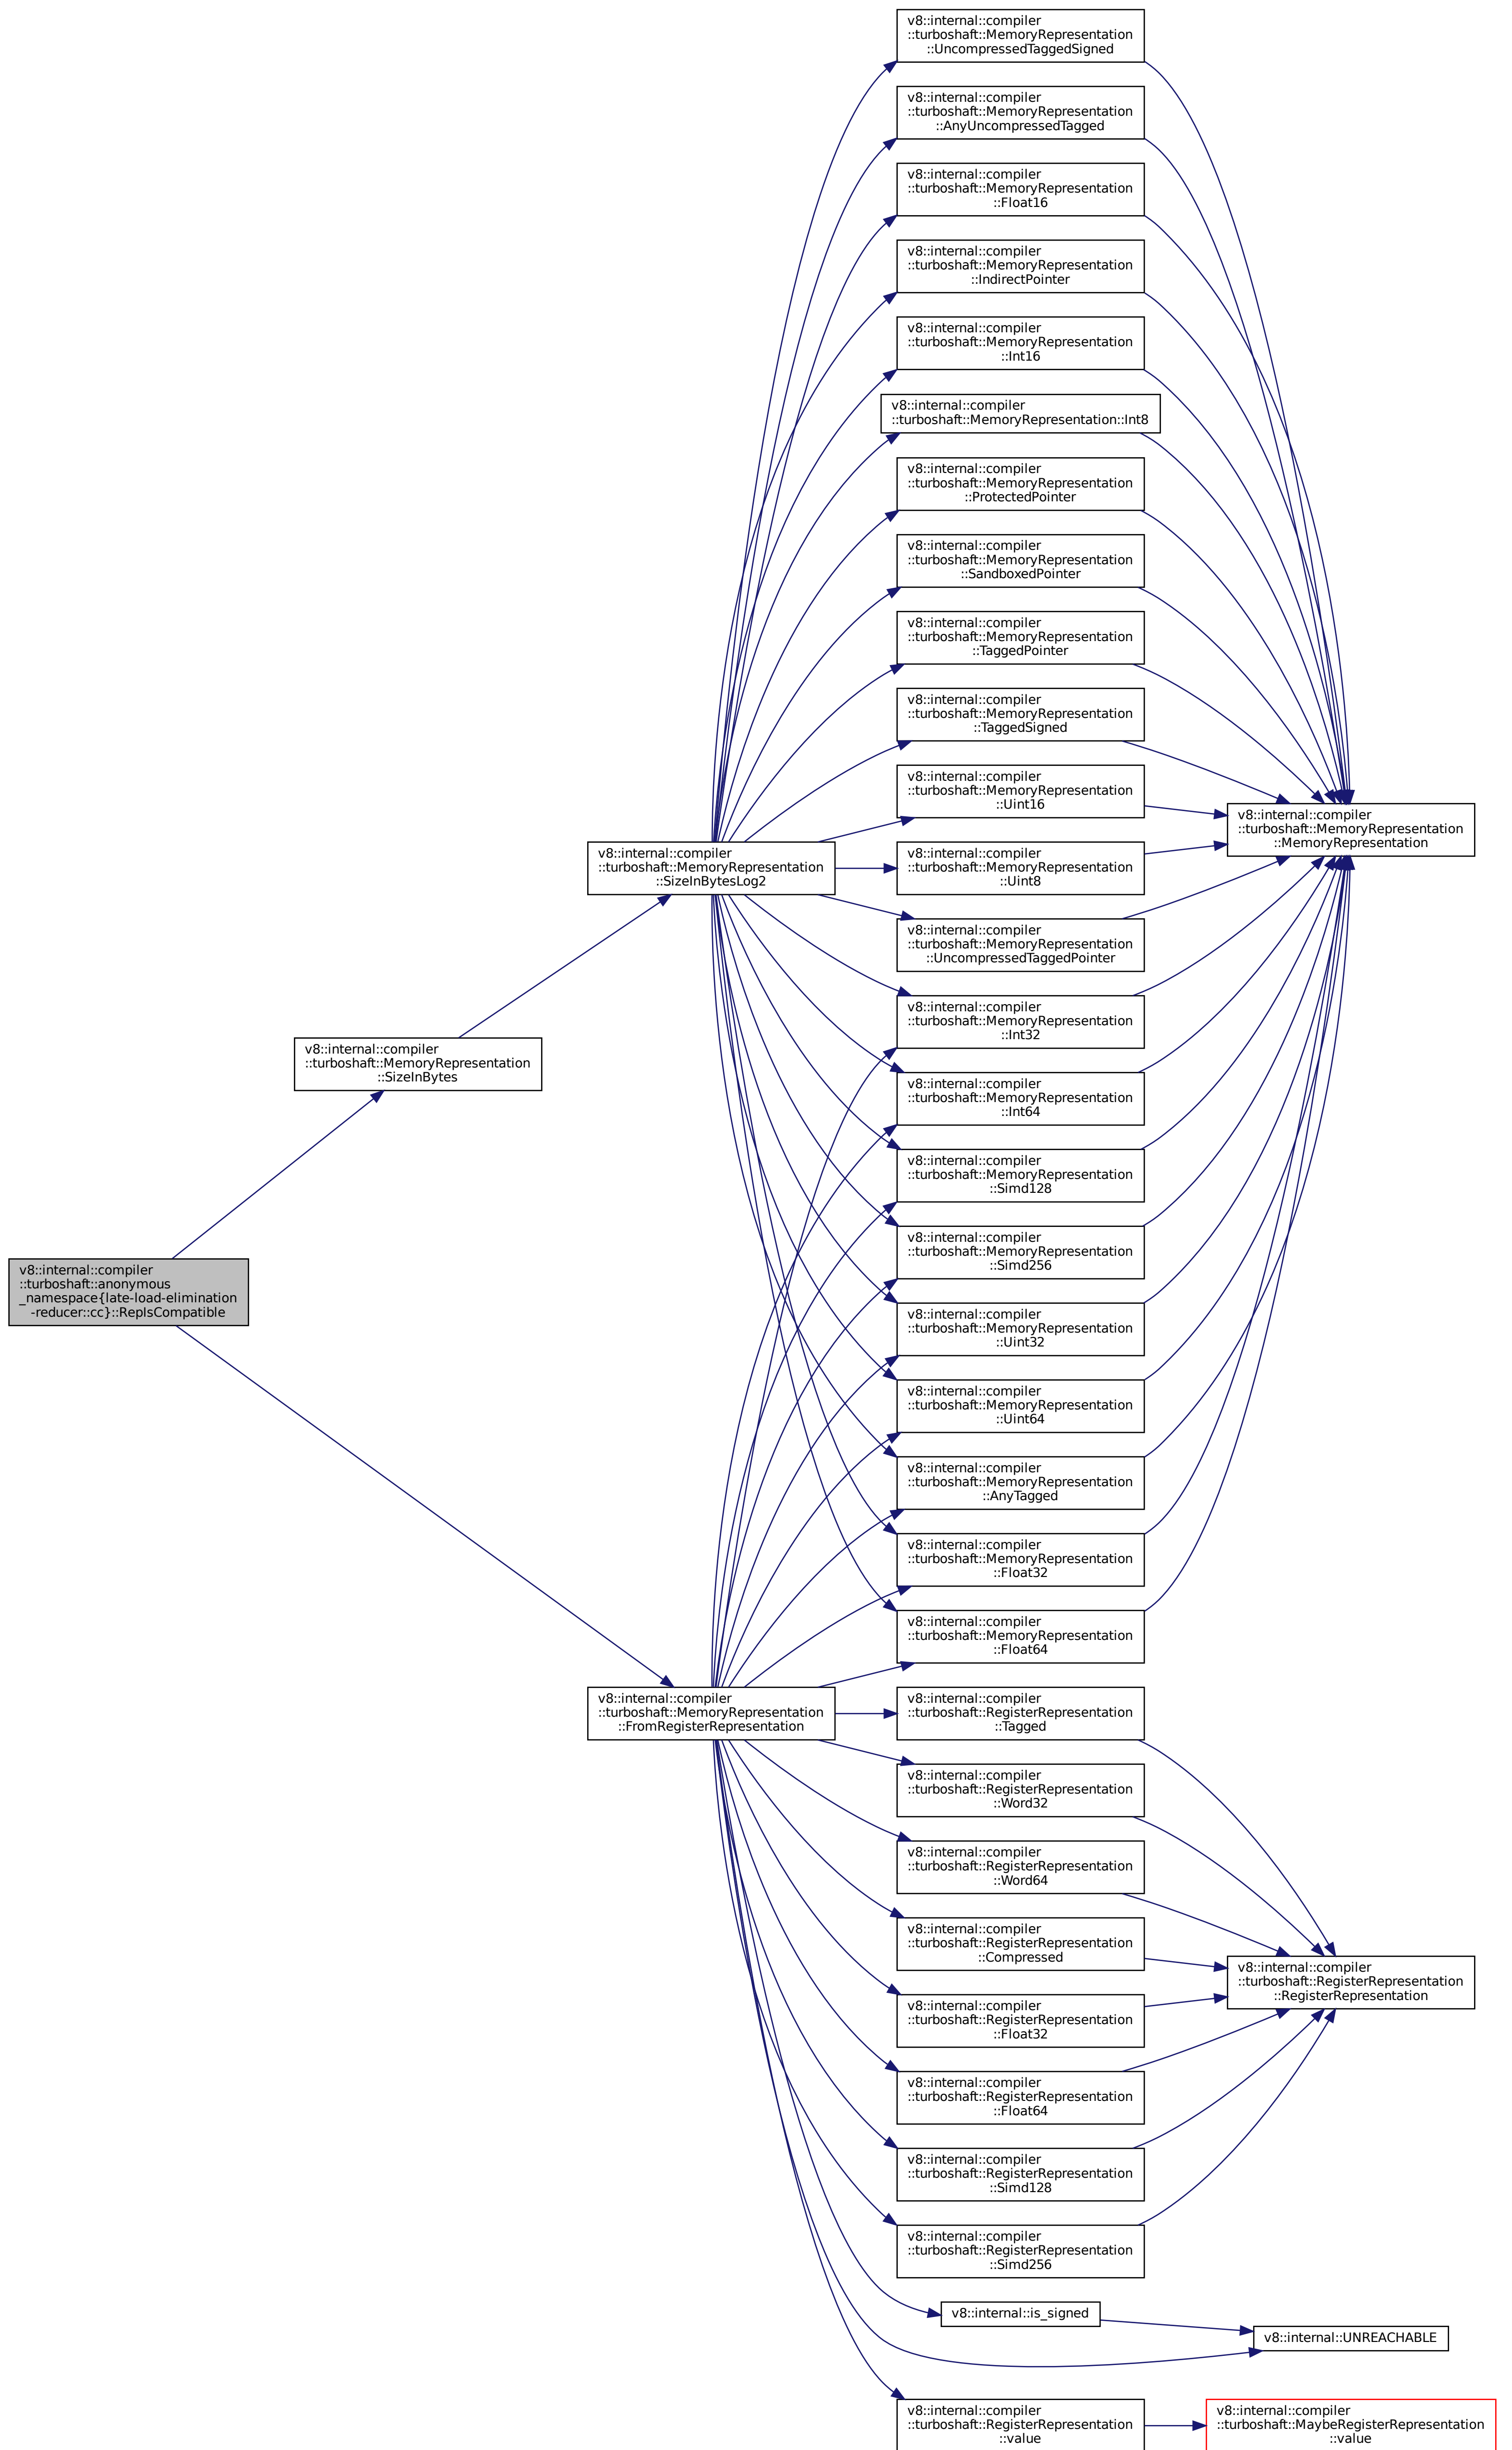 v8::internal::compiler
::turboshaft::MemoryRepresentation
::UncompressedTaggedSigned
v8::internal::compiler
::turboshaft::MemoryRepresentation
::AnyUncompressedTagged
v8::internal::compiler
::turboshaft::MemoryRepresentation
::Float16
v8::internal::compiler
::turboshaft::MemoryRepresentation
::IndirectPointer
v8::internal::compiler
::turboshaft::MemoryRepresentation
::Int16
v8::internal::compiler
::turboshaft::MemoryRepresentation::Int8
v8::internal::compiler
::turboshaft::MemoryRepresentation
::ProtectedPointer
v8::internal::compiler
::turboshaft::MemoryRepresentation
::SandboxedPointer
v8::internal::compiler
::turboshaft::MemoryRepresentation
::TaggedPointer
v8::internal::compiler
::turboshaft::MemoryRepresentation
::TaggedSigned
v8::internal::compiler
::turboshaft::MemoryRepresentation
::Uint16
v8::internal::compiler
::turboshaft::MemoryRepresentation
::MemoryRepresentation
v8::internal::compiler
::turboshaft::MemoryRepresentation
::SizeInBytesLog2
v8::internal::compiler
::turboshaft::MemoryRepresentation
::Uint8
v8::internal::compiler
::turboshaft::MemoryRepresentation
::UncompressedTaggedPointer
v8::internal::compiler
::turboshaft::MemoryRepresentation
::Int32
v8::internal::compiler
::turboshaft::MemoryRepresentation
::SizeInBytes
v8::internal::compiler
::turboshaft::MemoryRepresentation
::Int64
v8::internal::compiler
::turboshaft::MemoryRepresentation
::Simd128
v8::internal::compiler
::turboshaft::MemoryRepresentation
::Simd256
v8::internal::compiler
::turboshaft::anonymous
_namespace{late-load-elimination
-reducer::cc}::RepIsCompatible
v8::internal::compiler
::turboshaft::MemoryRepresentation
::Uint32
v8::internal::compiler
::turboshaft::MemoryRepresentation
::Uint64
v8::internal::compiler
::turboshaft::MemoryRepresentation
::AnyTagged
v8::internal::compiler
::turboshaft::MemoryRepresentation
::Float32
v8::internal::compiler
::turboshaft::MemoryRepresentation
::Float64
v8::internal::compiler
::turboshaft::MemoryRepresentation
::FromRegisterRepresentation
v8::internal::compiler
::turboshaft::RegisterRepresentation
::Tagged
v8::internal::compiler
::turboshaft::RegisterRepresentation
::Word32
v8::internal::compiler
::turboshaft::RegisterRepresentation
::Word64
v8::internal::compiler
::turboshaft::RegisterRepresentation
::Compressed
v8::internal::compiler
::turboshaft::RegisterRepresentation
::RegisterRepresentation
v8::internal::compiler
::turboshaft::RegisterRepresentation
::Float32
v8::internal::compiler
::turboshaft::RegisterRepresentation
::Float64
v8::internal::compiler
::turboshaft::RegisterRepresentation
::Simd128
v8::internal::compiler
::turboshaft::RegisterRepresentation
::Simd256
v8::internal::is_signed
v8::internal::UNREACHABLE
v8::internal::compiler
::turboshaft::RegisterRepresentation
::value
v8::internal::compiler
::turboshaft::MaybeRegisterRepresentation
::value